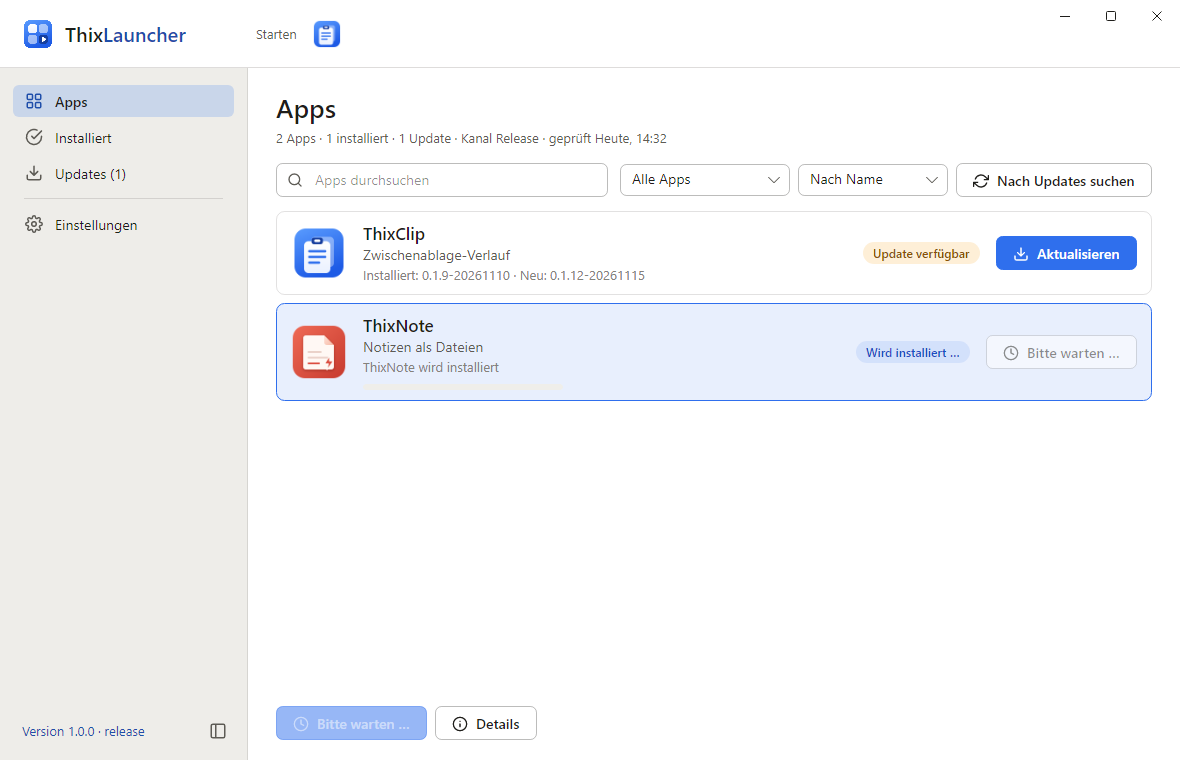 ThixLauncher
Starten
Apps
Installiert
Updates (1)
Einstellungen
Version 1.0.0 · release
Apps
2 Apps · 1 installiert · 1 Update · Kanal Release · geprüft Heute, 14:32
Apps durchsuchen
Alle Apps
Nach Name
Nach Updates suchen
ThixClip
Zwischenablage-Verlauf
Installiert: 0.1.9-20261110 · Neu: 0.1.12-20261115
Update verfügbar
Aktualisieren
ThixNote
Notizen als Dateien
ThixNote wird installiert
Wird installiert ...
Bitte warten ...
Bitte warten ...
Details